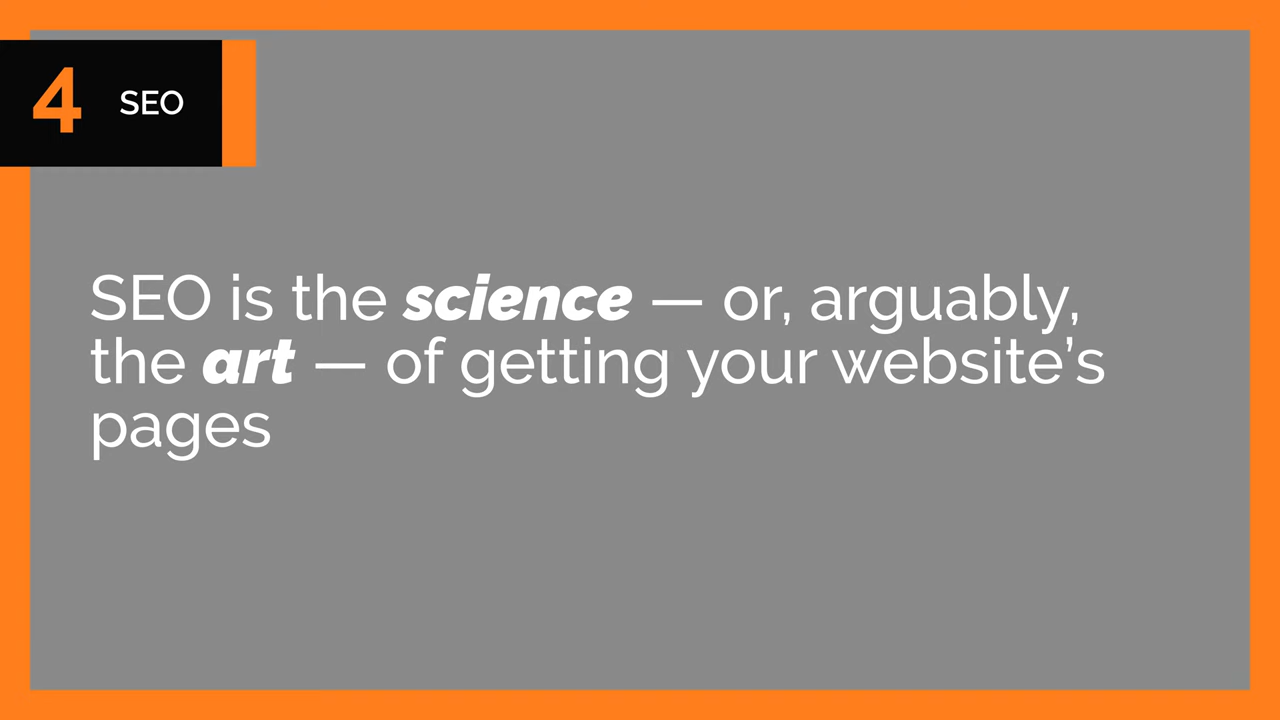 4 SEO
SEO is the science — or, arguably,
the art — of getting your website’s
pages